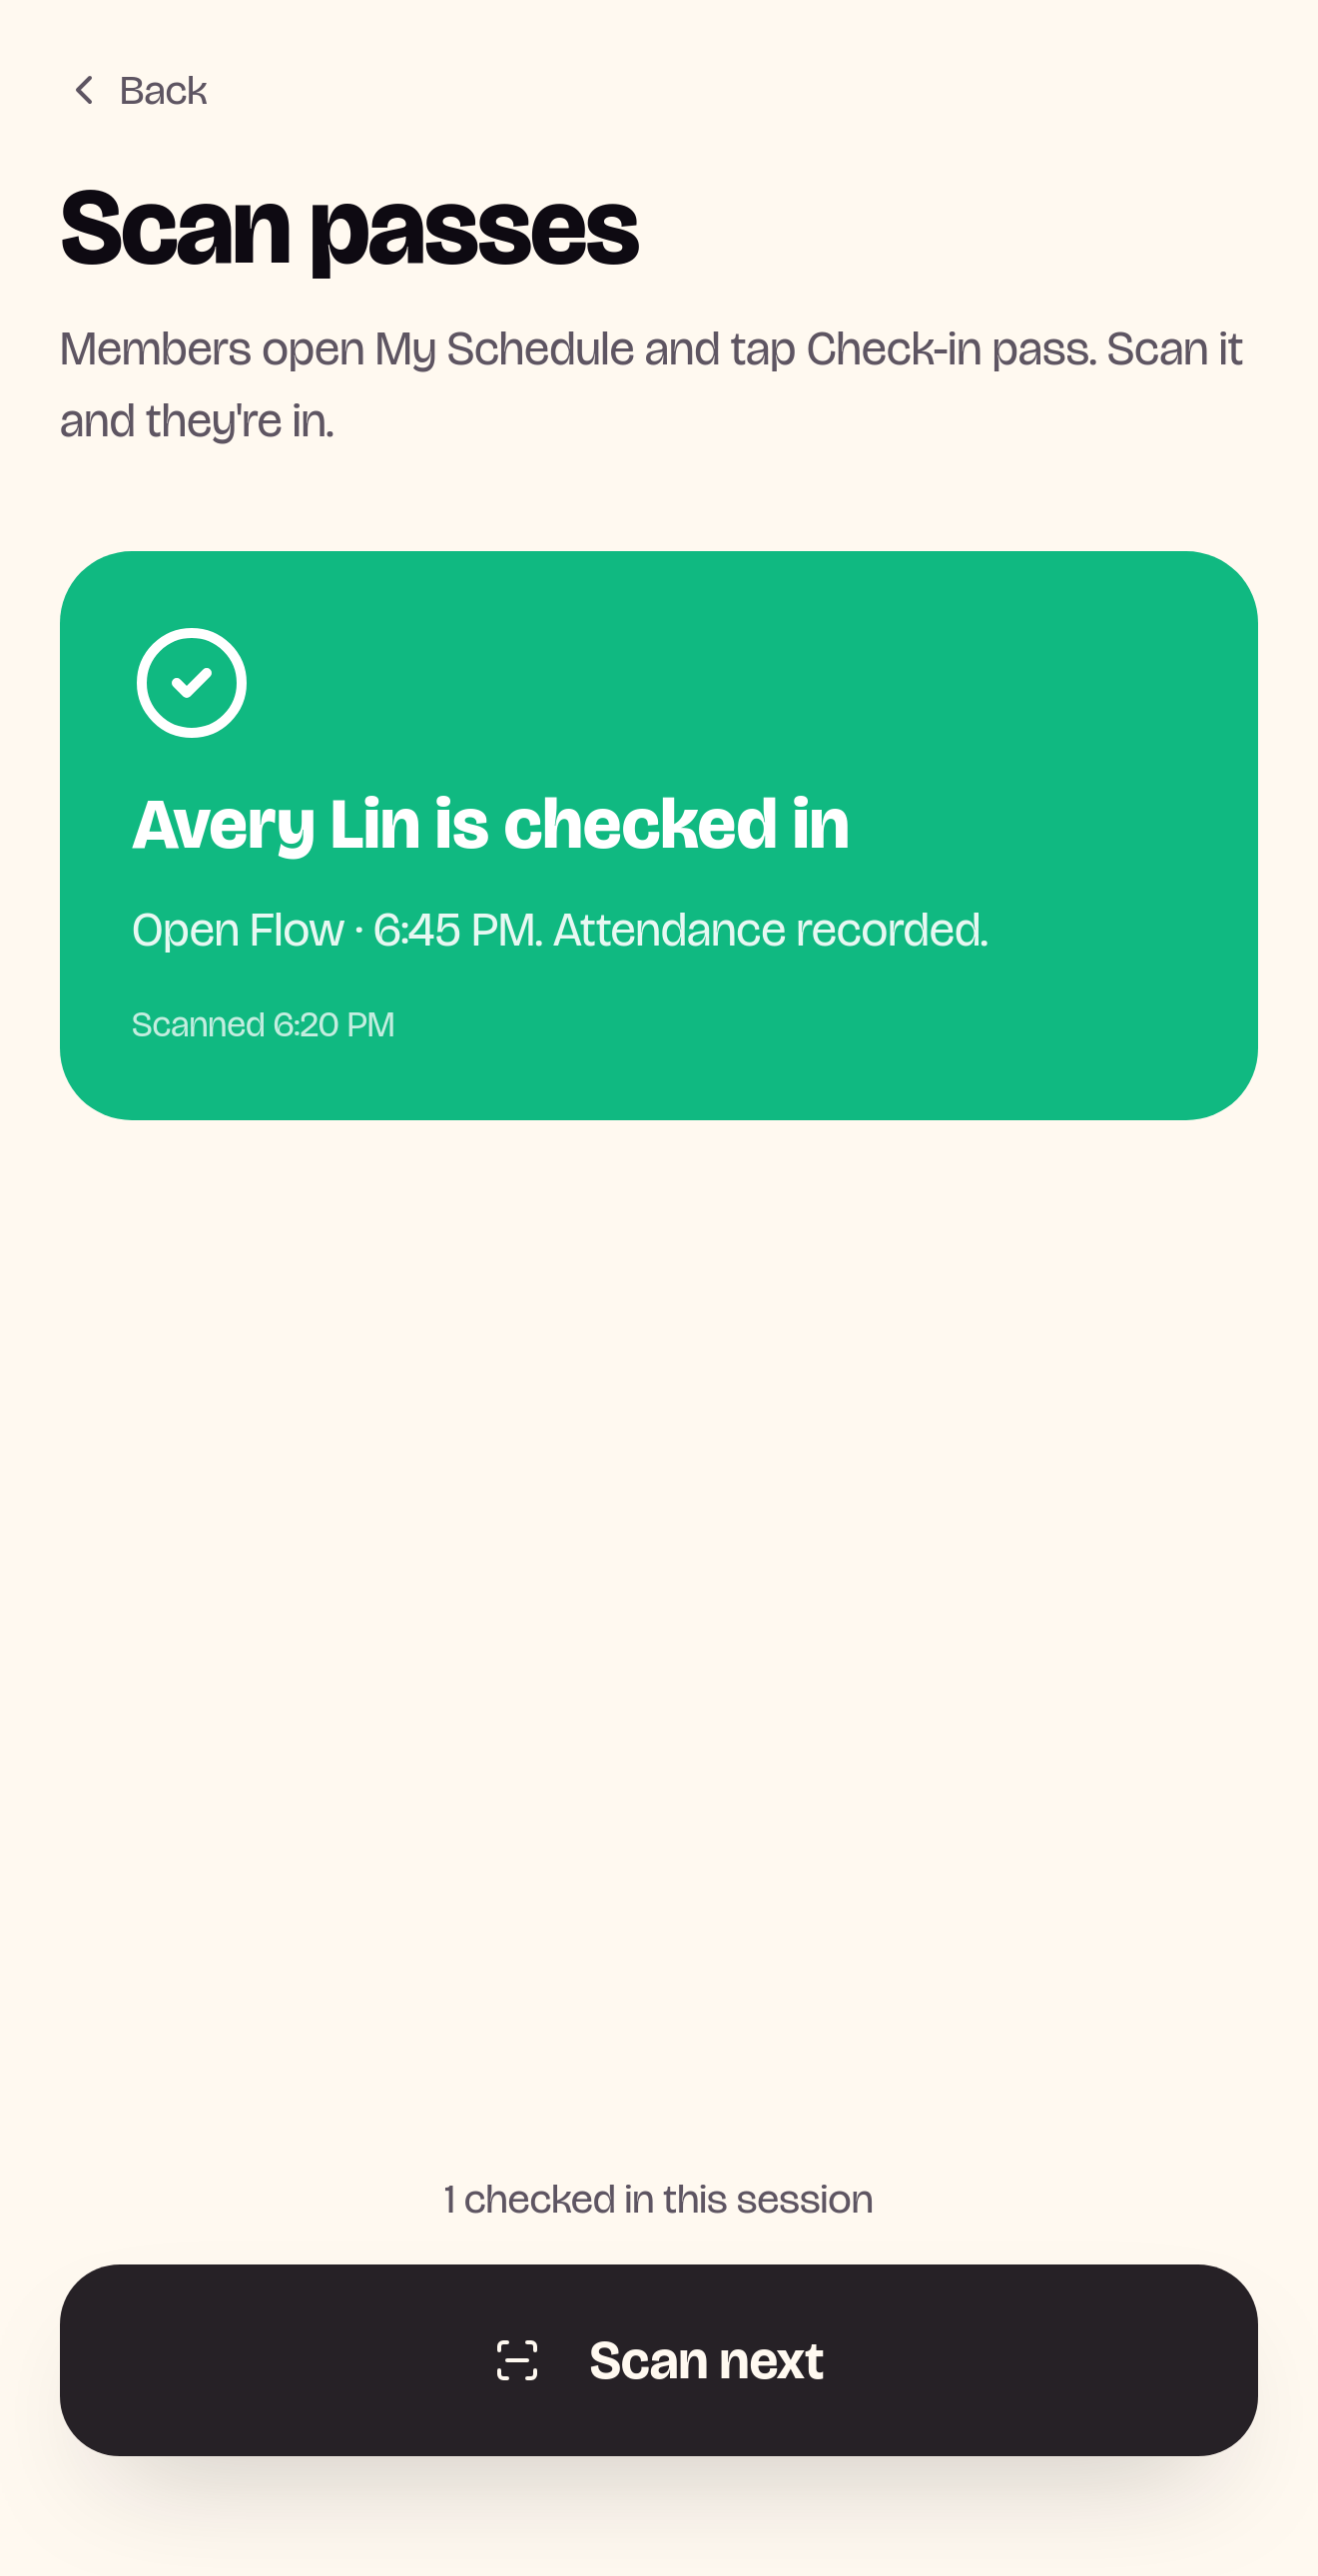 Back
Scan passes
Members open My Schedule and tap Check-in pass. Scan it
and they're in.
Avery Lin is checked in
Open Flow · 6:45 PM. Attendance recorded.
Scanned 6:20 PM
1 checked in this session
Scan next